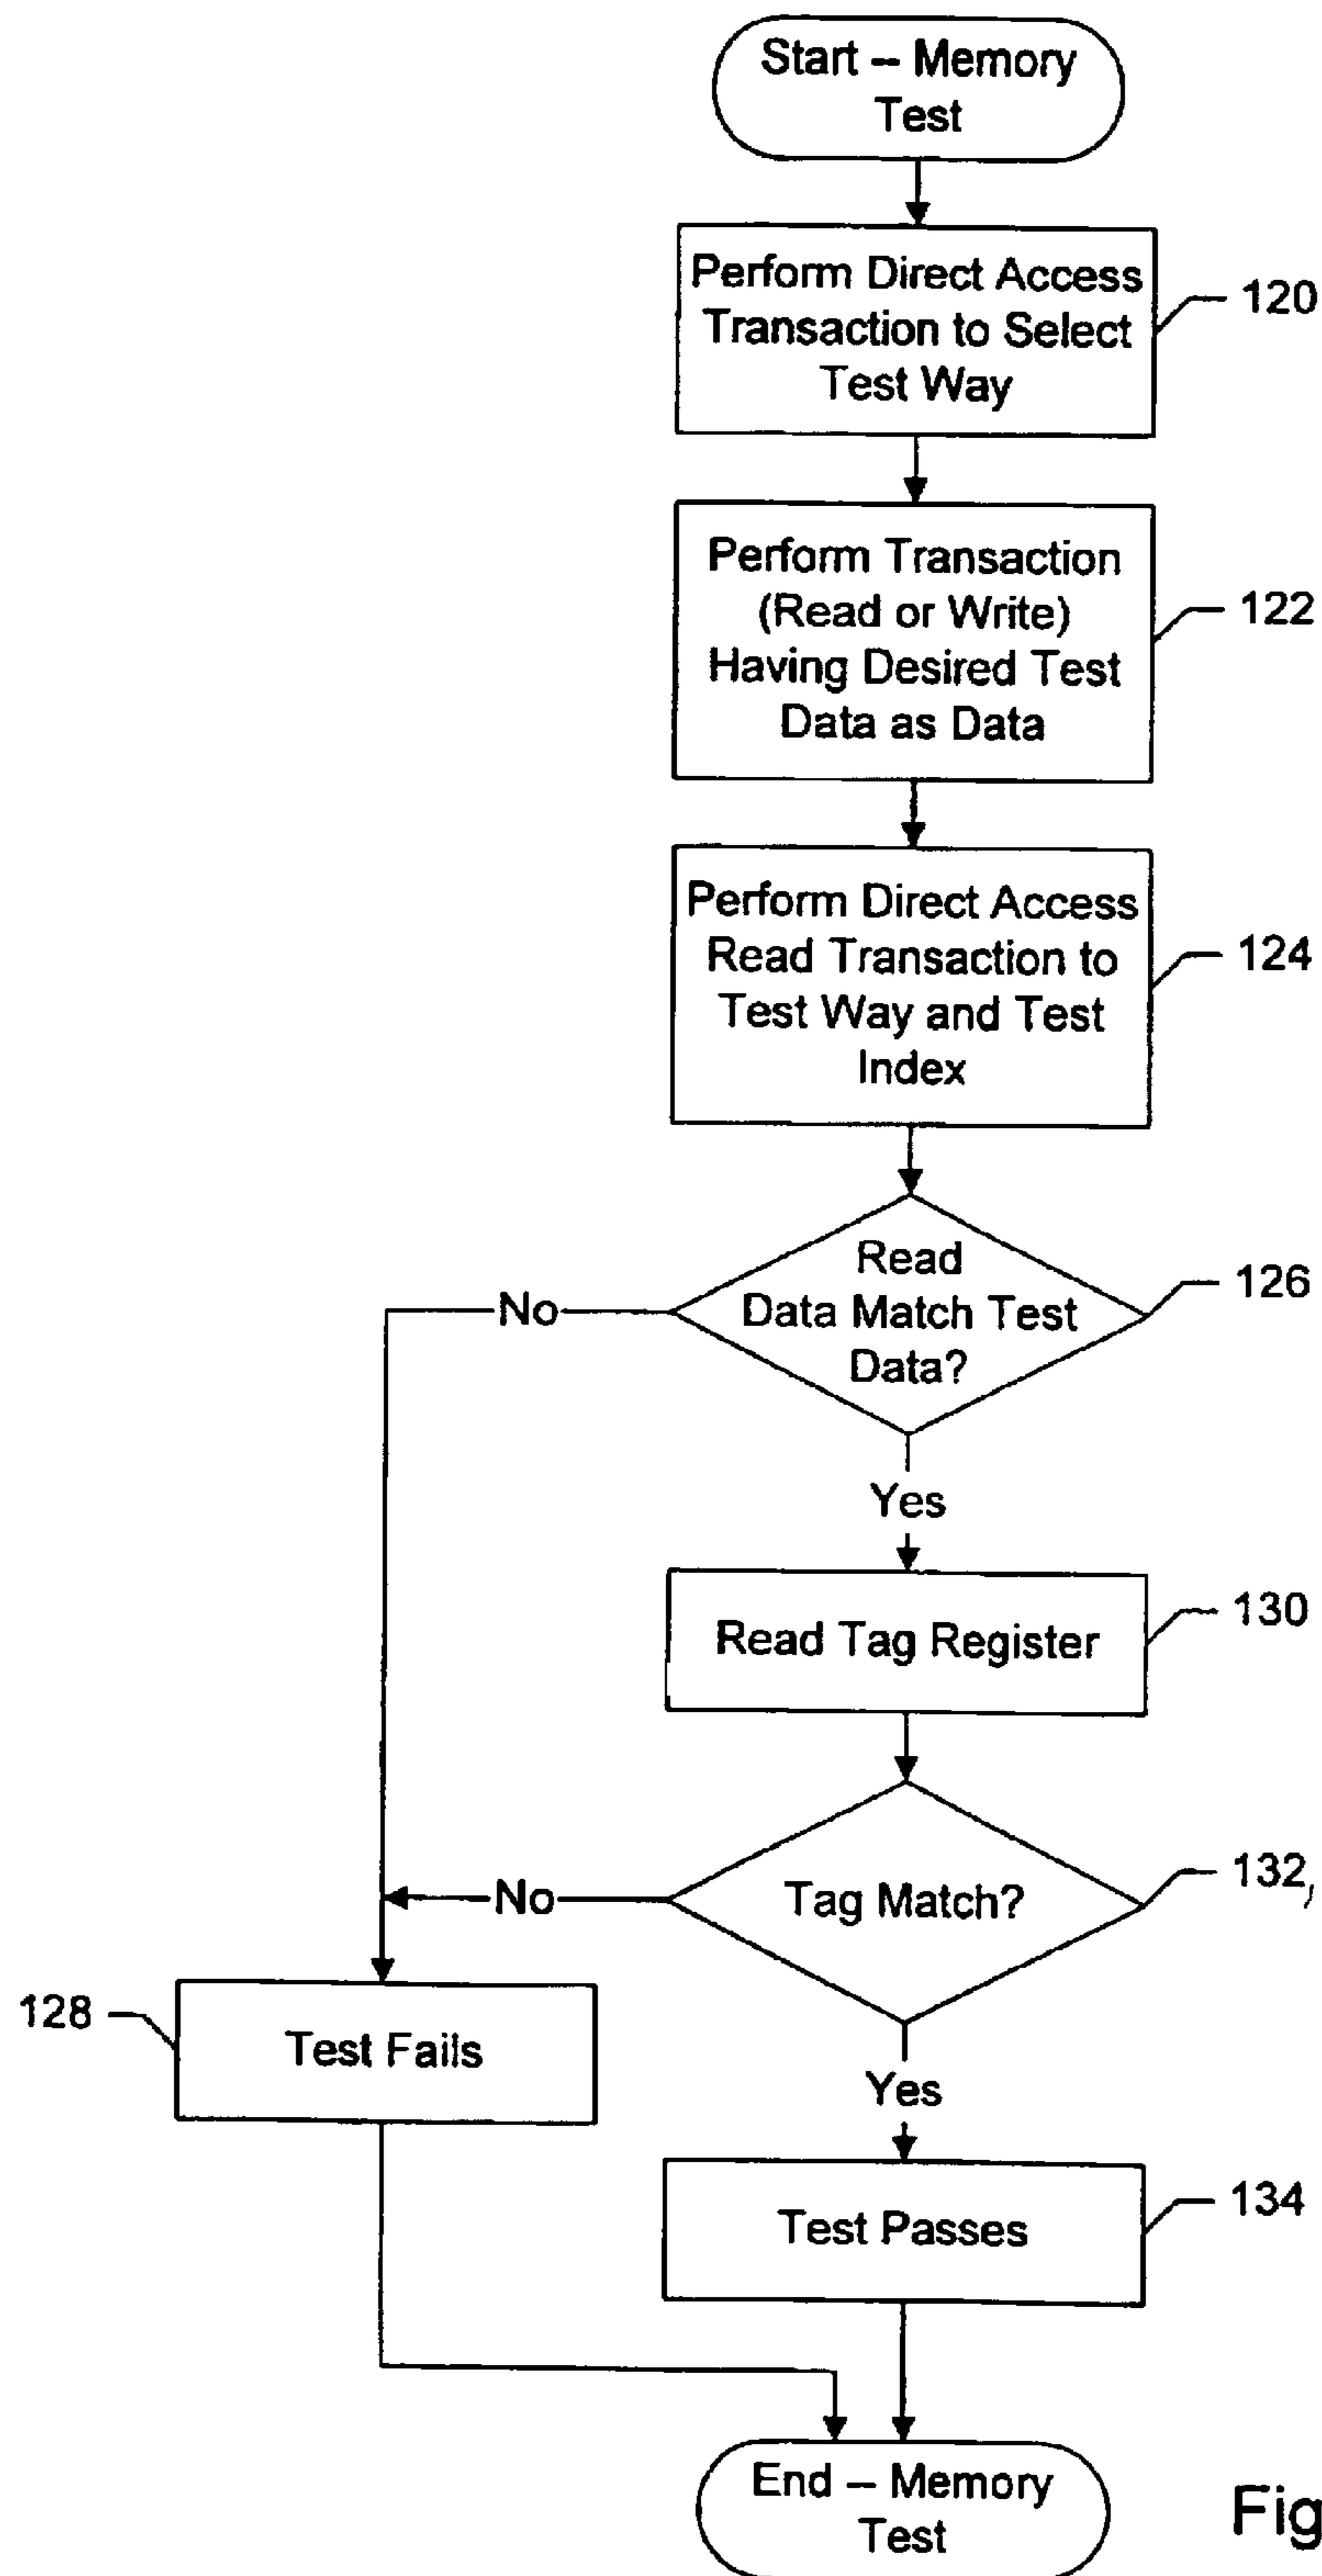 Start – Memory
Test
Perform Direct Access
Transaction to Select
Test Way
120
Perform Transaction
(Read or Write)
Having Desired Test
Data as Data
122
Perform Direct Access
Read Transaction to
Test Way and Test
Index
124
Read
Data Match Test
Data?
126
No
Yes
Read Tag Register
130
Tag Match?
132
No
128
Test Fails
Yes
Test Passes
134
End – Memory
Test
Fig